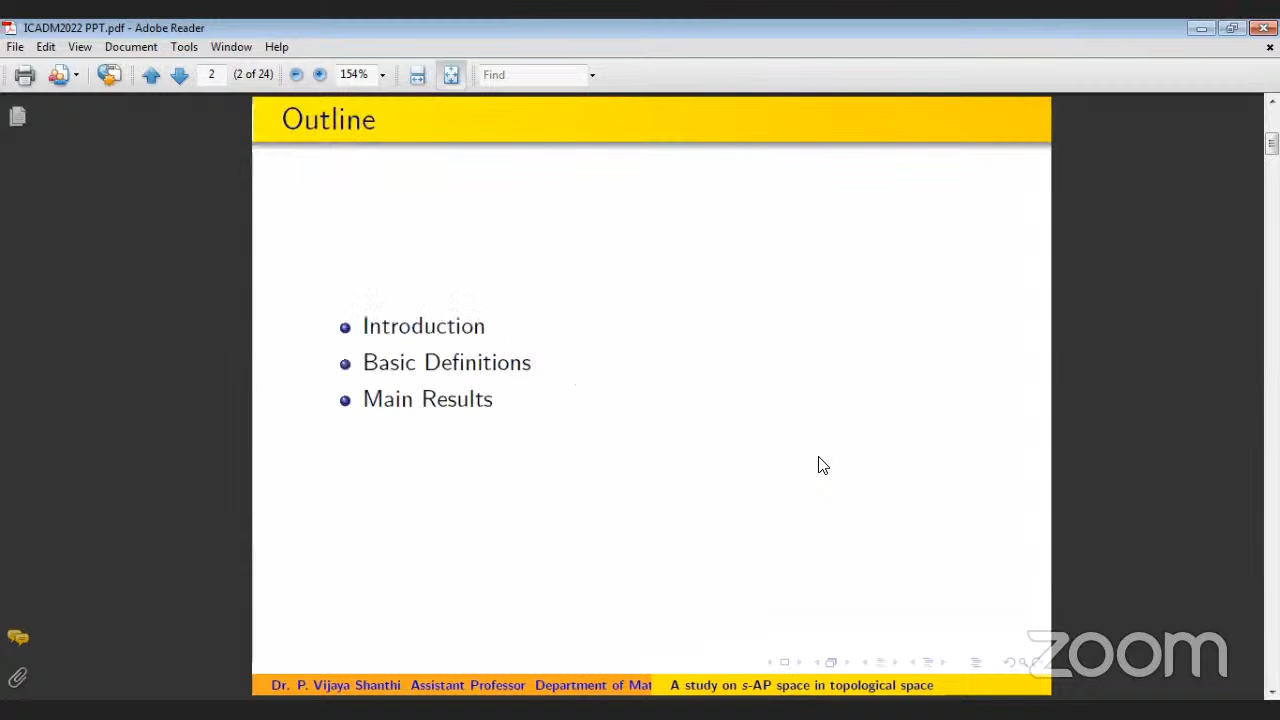 ICADM2022 PPT.pdf - Adobe Reader
File Edit View Document Tools Window Help
2 (2 of 24) 154% Find
Outline
Introduction
Basic Definitions
Main Results
zoom
Dr. P. Vijaya Shanthi Assistant Professor Department of Mat A study on s-AP space in topological space